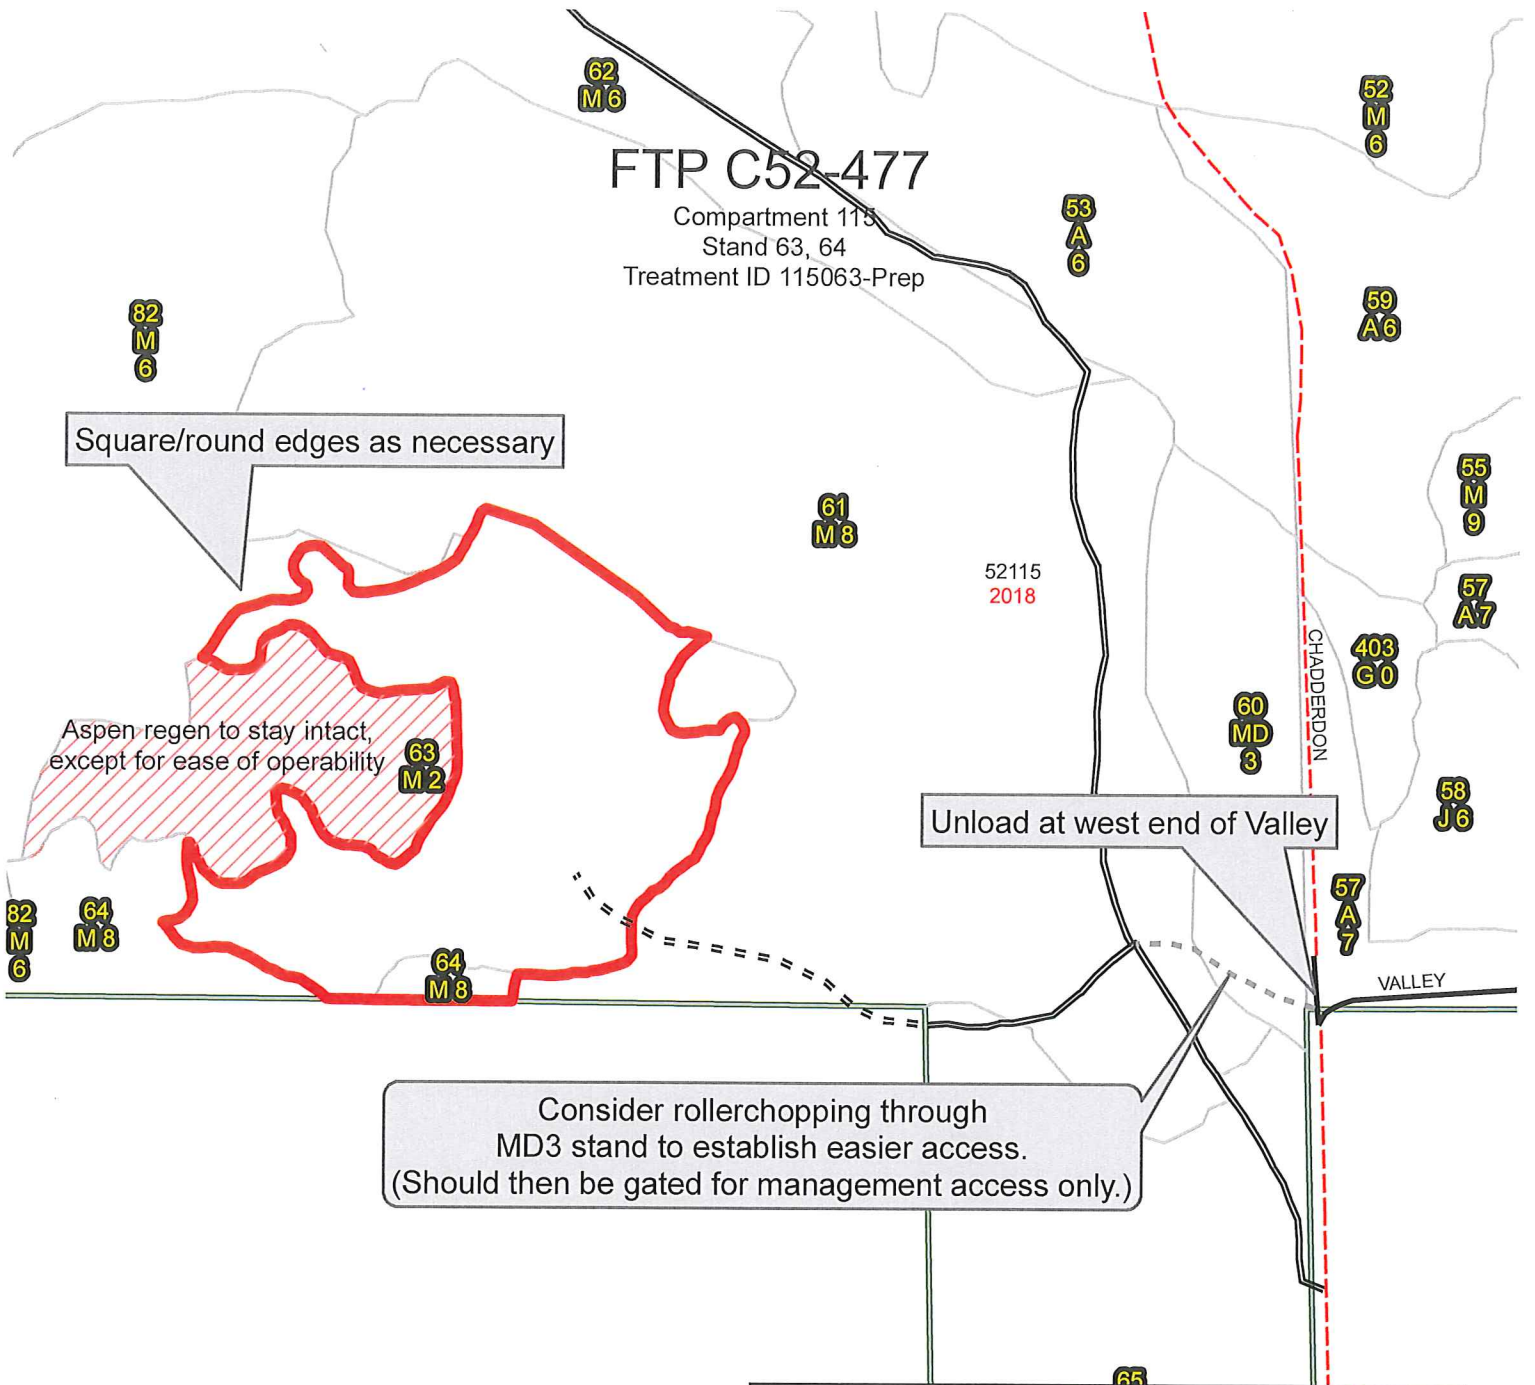 62
M 6
52
M
6
FTP C52-477
Compartment 115
Stand 63, 64
Treatment ID 115063-Prep
53
A
6
59
A 6
82
M
6
Square/round edges as necessary
61
M 8
55
M
9
52115
2018
57
A 7
403
G 0
CHADDERDON
60
MD
3
Aspen regen to stay intact,
except for ease of operability
63
M 2
58
J 6
Unload at west end of Valley
57
A
7
82
M
6
64
M 8
64
M 8
VALLEY
Consider rollerchopping through
MD3 stand to establish easier access.
(Should then be gated for management access only.)
65